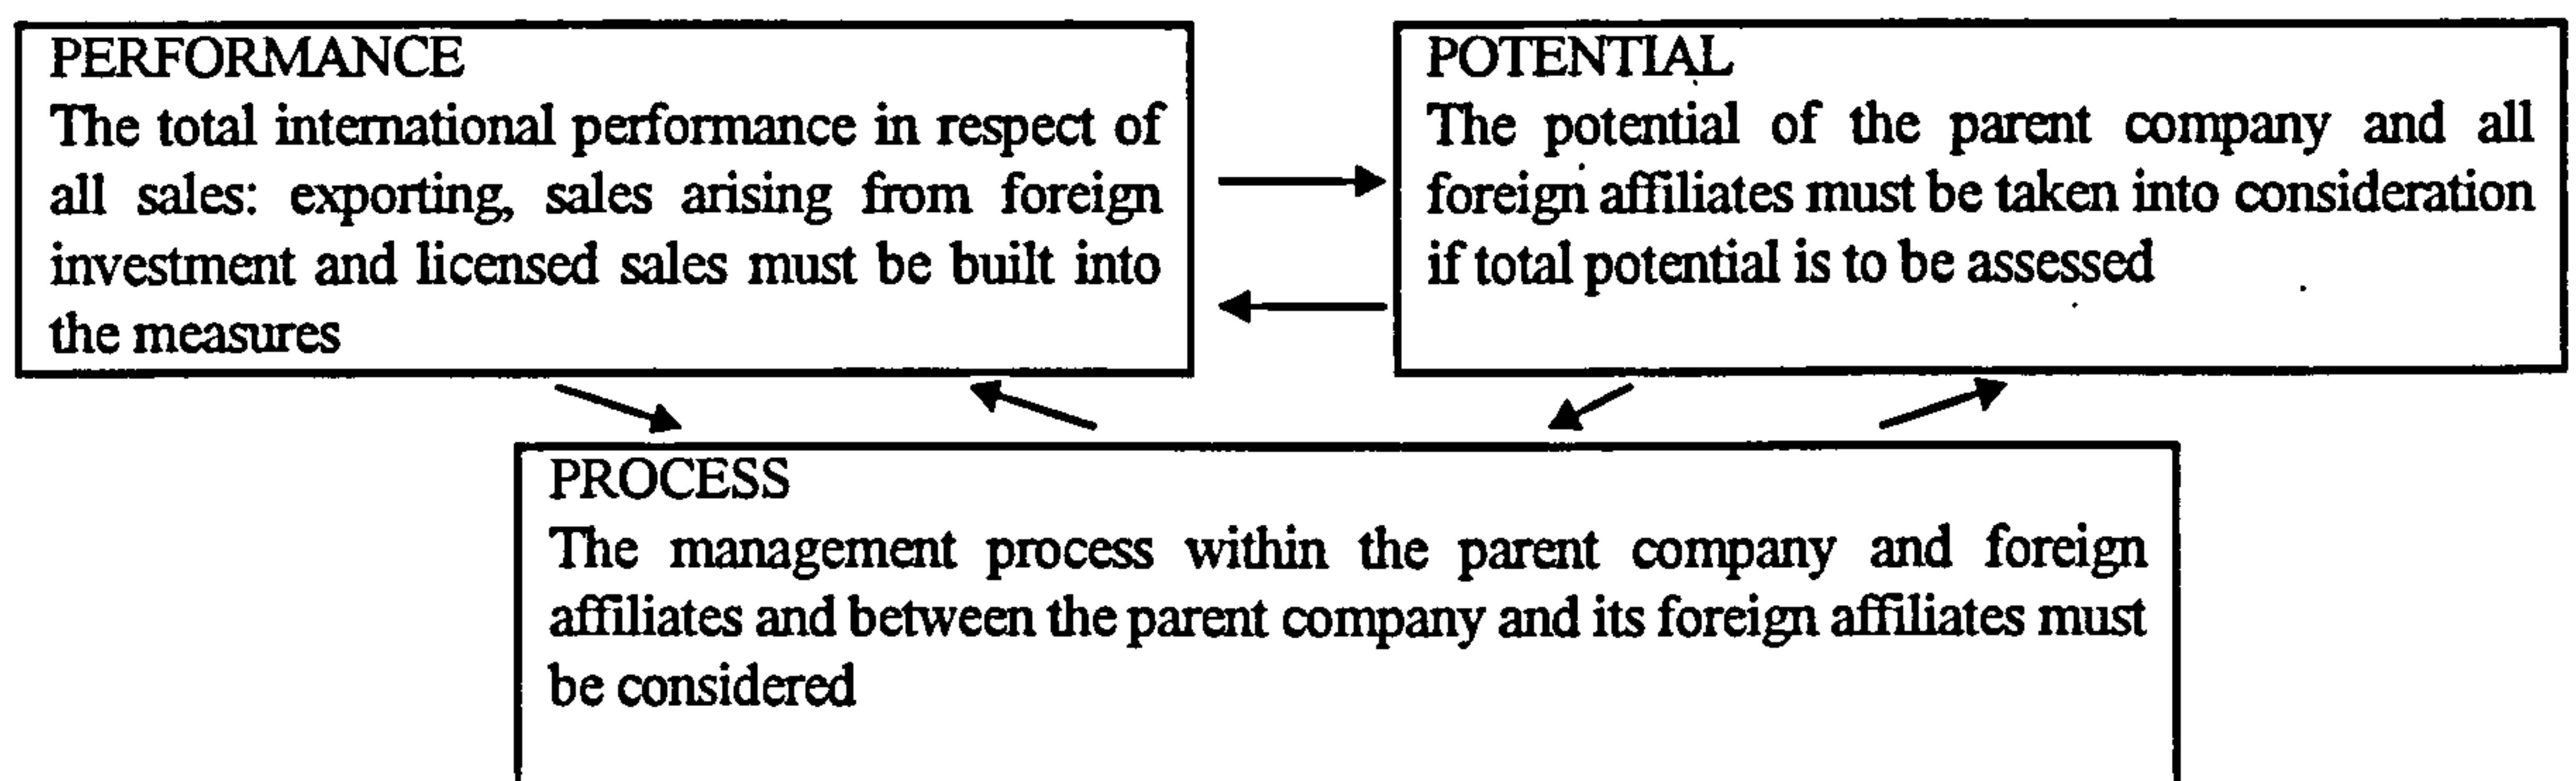 PERFORMANCE
The total international performance in respect of
all sales: exporting, sales arising from foreign
investment and licensed sales must be built into
the measures
POTENTIAL
The potential of the parent company and all
foreign affiliates must be taken into consideration
if total potential is to be assessed
PROCESS
The management process within the parent company and foreign
affiliates and between the parent company and its foreign affiliates must
be considered